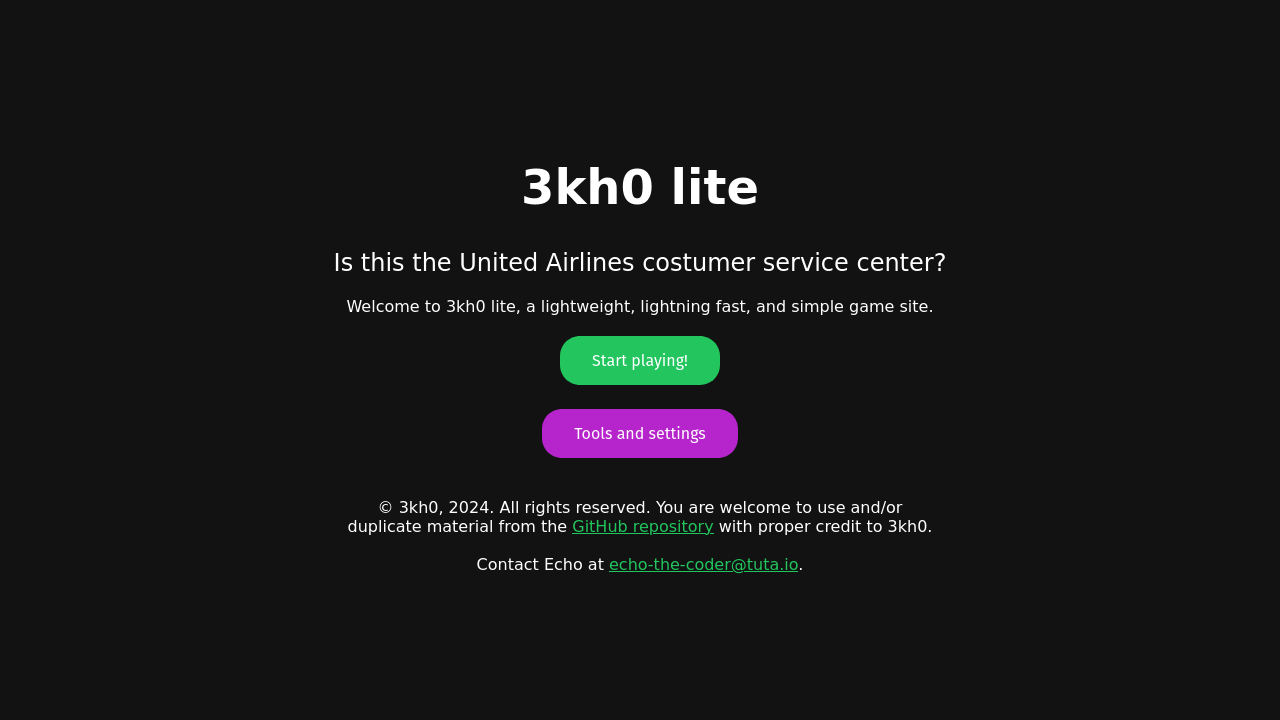 3kh0 lite
Is this the United Airlines costumer service center?
Welcome to 3kh0 lite, a lightweight, lightning fast, and simple game site.
Start playing!
Tools and settings
© 3kh0, 2024. All rights reserved. You are welcome to use and/or
duplicate material from the GitHub repository with proper credit to 3kh0.
Contact Echo at echo-the-coder@tuta.io.